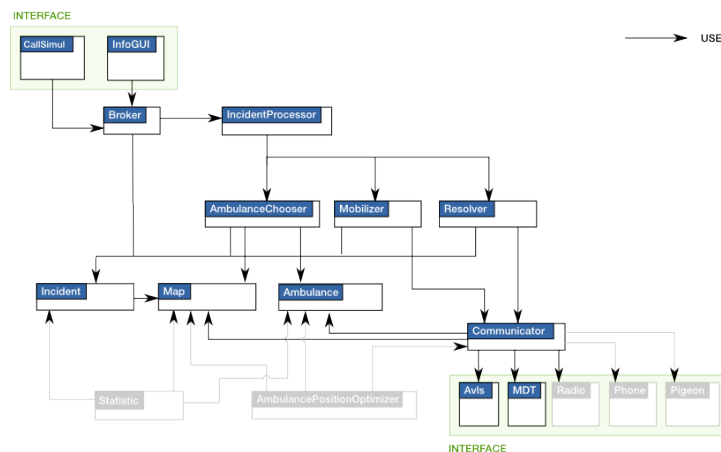 INTERFACE
CallSimul
InfoGUI
USE
Broker
IncidentProcessor
AmbulanceChooser
Mobilizer
Resolver
Incident
Map
Ambulance
Communicator
Statistic
AmbulancePositionOptimizer
Avls
MDT
Radio
Phone
Pigeon
INTERFACE